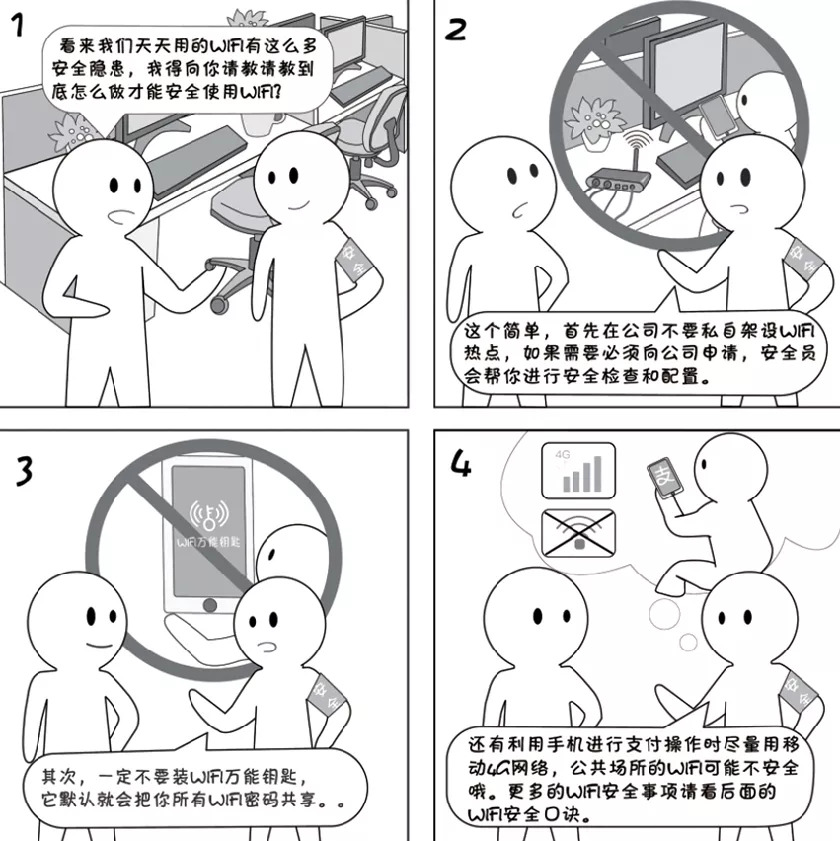 1
看来我们天天用的WIFI有这么多
安全隐患，我得向你请教请教到
底怎么做才能安全使用WIFI？
安全
2
安全
这个简单，首先在公司不要私自架设WIFI
热点，如果需要必须向公司申请，安全员
会帮你进行安全检查和配置。
3
WIFI万能钥匙
安全
其次，一定不要装WIFI万能钥匙，
它默认就会把你所有WIFI密码共享。。
4
4G
支
安全
还有利用手机进行支付操作时尽量用移
动4G网络，公共场所的WIFI可能不安全
哦。更多的WIFI安全事项请看后面的
WIFI安全口诀。